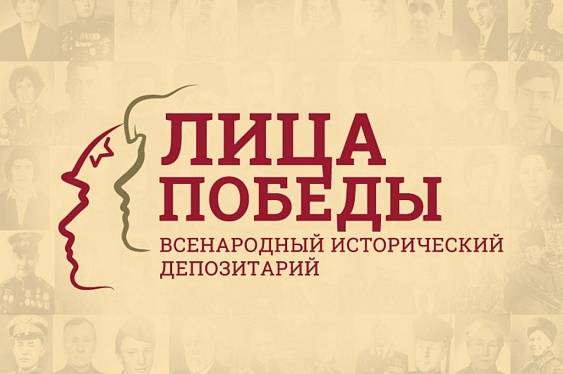 ЛИЦА
ПОБЕДЫ
ВСЕНАРОДНЫЙ ИСТОРИЧЕСКИЙ
ДЕПОЗИТАРИЙ